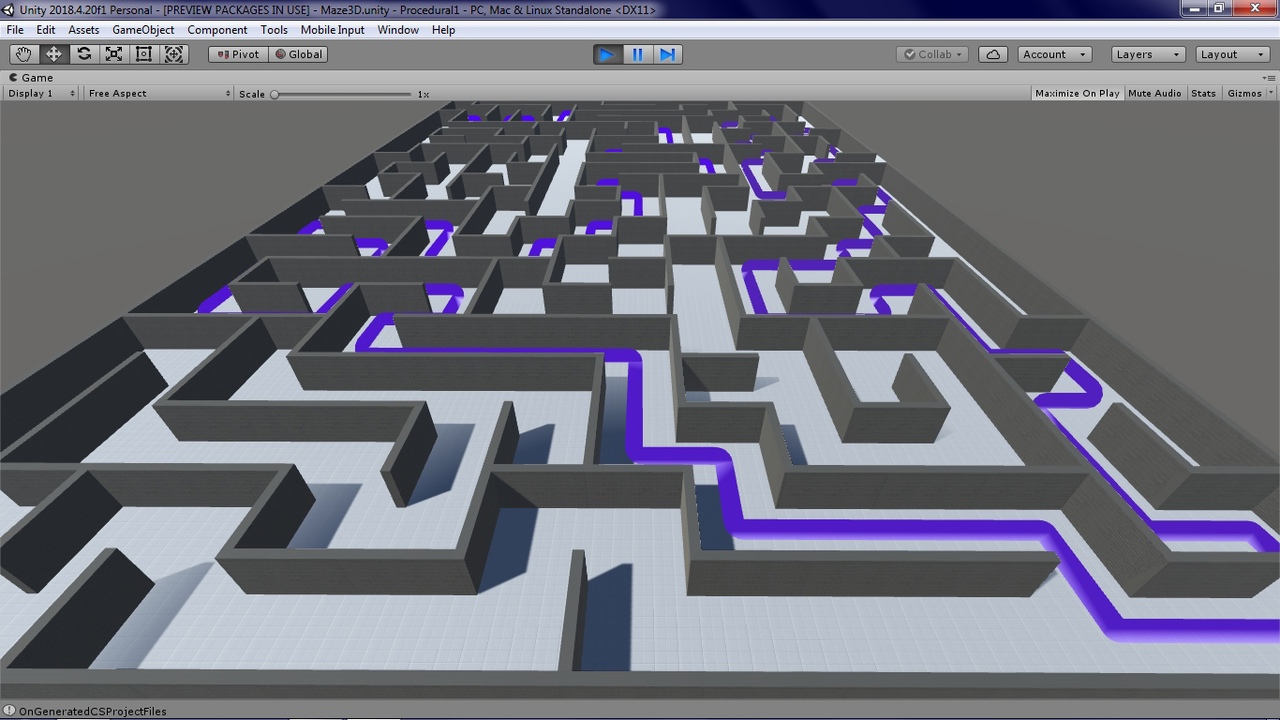 Unity 2018.4.20f1 Personal - [PREVIEW PACKAGES IN USE] - Maze3D.unity - Procedural1 - PC, Mac & Linux Standalone <DX11>
File Edit Assets GameObject Component Tools Mobile Input Window Help
Pivot Global Collab Account Layers Layout
Game
Display 1 Free Aspect Scale 1x Maximize On Play Mute Audio Stats Gizmos
OnGeneratedCSProjectFiles